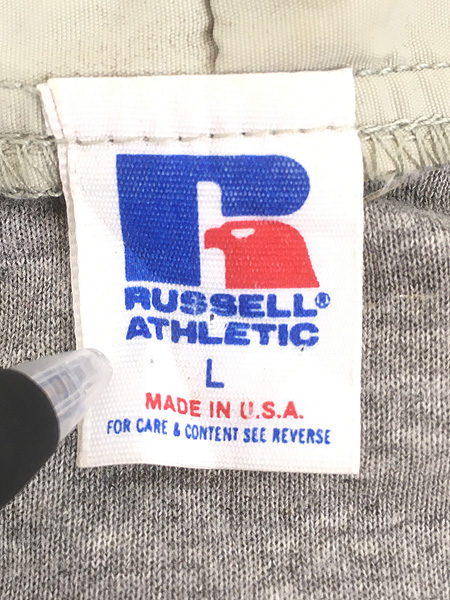 RUSSELL®
ATHLETIC
L
MADE IN U.S.A.
FOR CARE & CONTENT SEE REVERSE